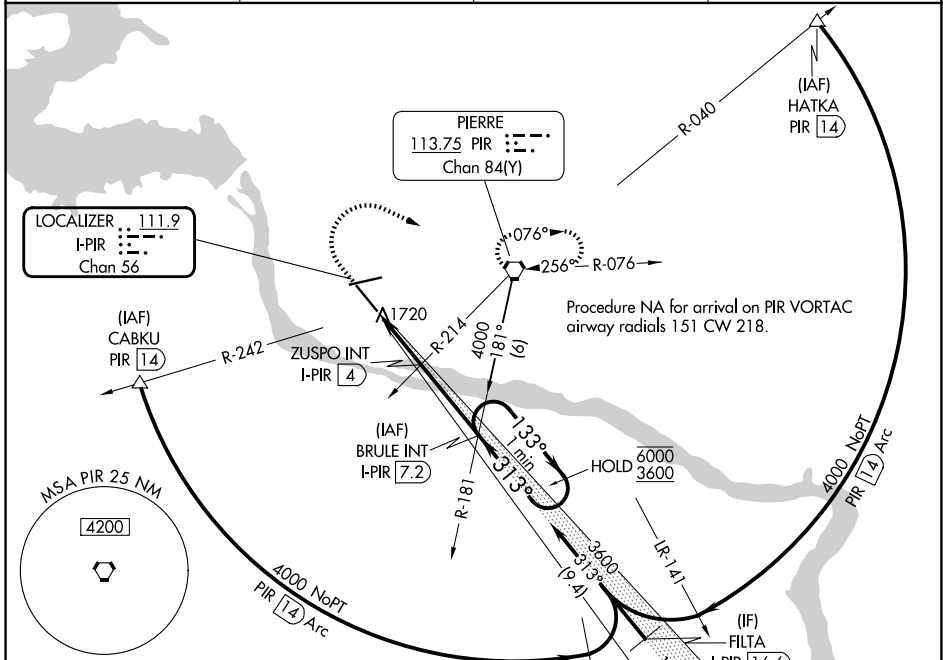 (IAF)
HATKA
PIR 14
R-040
PIERRE
113.75 PIR
Chan 84(Y)
LOCALIZER 111.9
I-PIR
Chan 56
076°
256° R-076
Procedure NA for arrival on PIR VORTAC
airway radials 151 CW 218.
1720
(IAF)
CABKU
PIR 14
R-242
ZUSPO INT
I-PIR 4
R-214
4000
181°
(6)
(IAF)
BRULE INT
I-PIR 7.2
133°
1 min
313°
HOLD 6000
3600
R-181
MSA PIR 25 NM
4200
4000 NoPT
PIR 14 Arc
4000 NoPT
PIR 14 Arc
3600
313°
(9.4)
LR-141
(IF)
FILTA